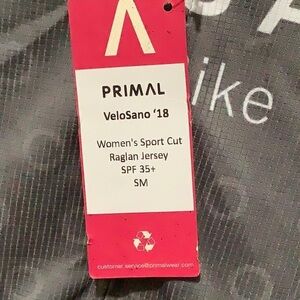 PRIMAL
VeloSano '18
Women's Sport Cut
Raglan Jersey
SPF 35+
SM
customer.service@primalwear.com
ike